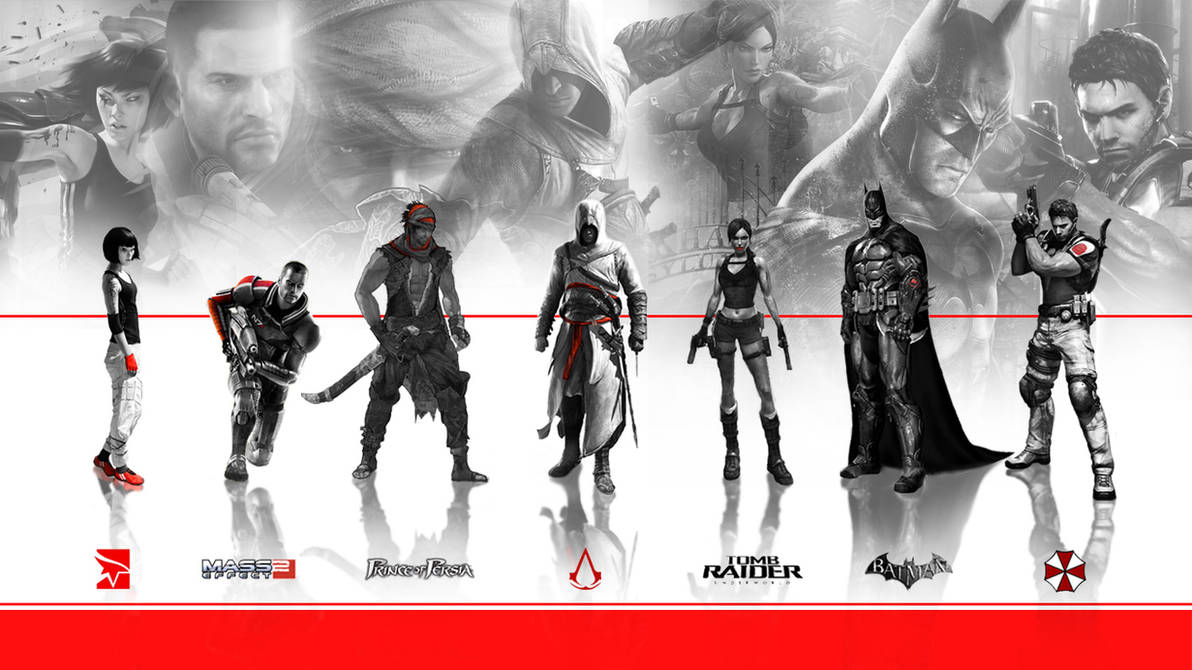 MASS 2
EFFECT
PRINCE OF PERSIA
TOMB
RAIDER
UNDERWORLD
BATMAN